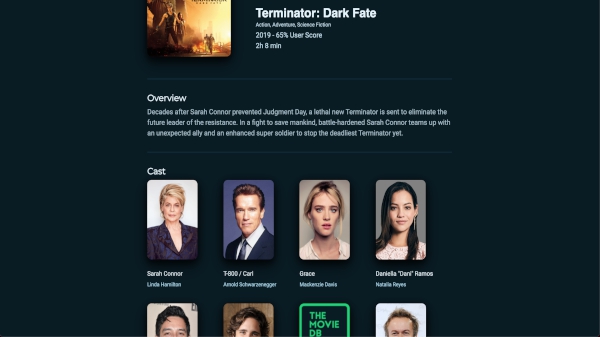 Terminator: Dark Fate
Action, Adventure, Science Fiction
2019 - 65% User Score
2h 8 min
Overview
Decades after Sarah Connor prevented Judgment Day, a lethal new Terminator is sent to eliminate the
future leader of the resistance. In a fight to save mankind, battle-hardened Sarah Connor teams up with
an unexpected ally and an enhanced super soldier to stop the deadliest Terminator yet.
Cast
Sarah Connor
Linda Hamilton
T-800 / Carl
Arnold Schwarzenegger
Grace
Mackenzie Davis
Daniella "Dani" Ramos
Natalia Reyes
THE
MOVIE
DB